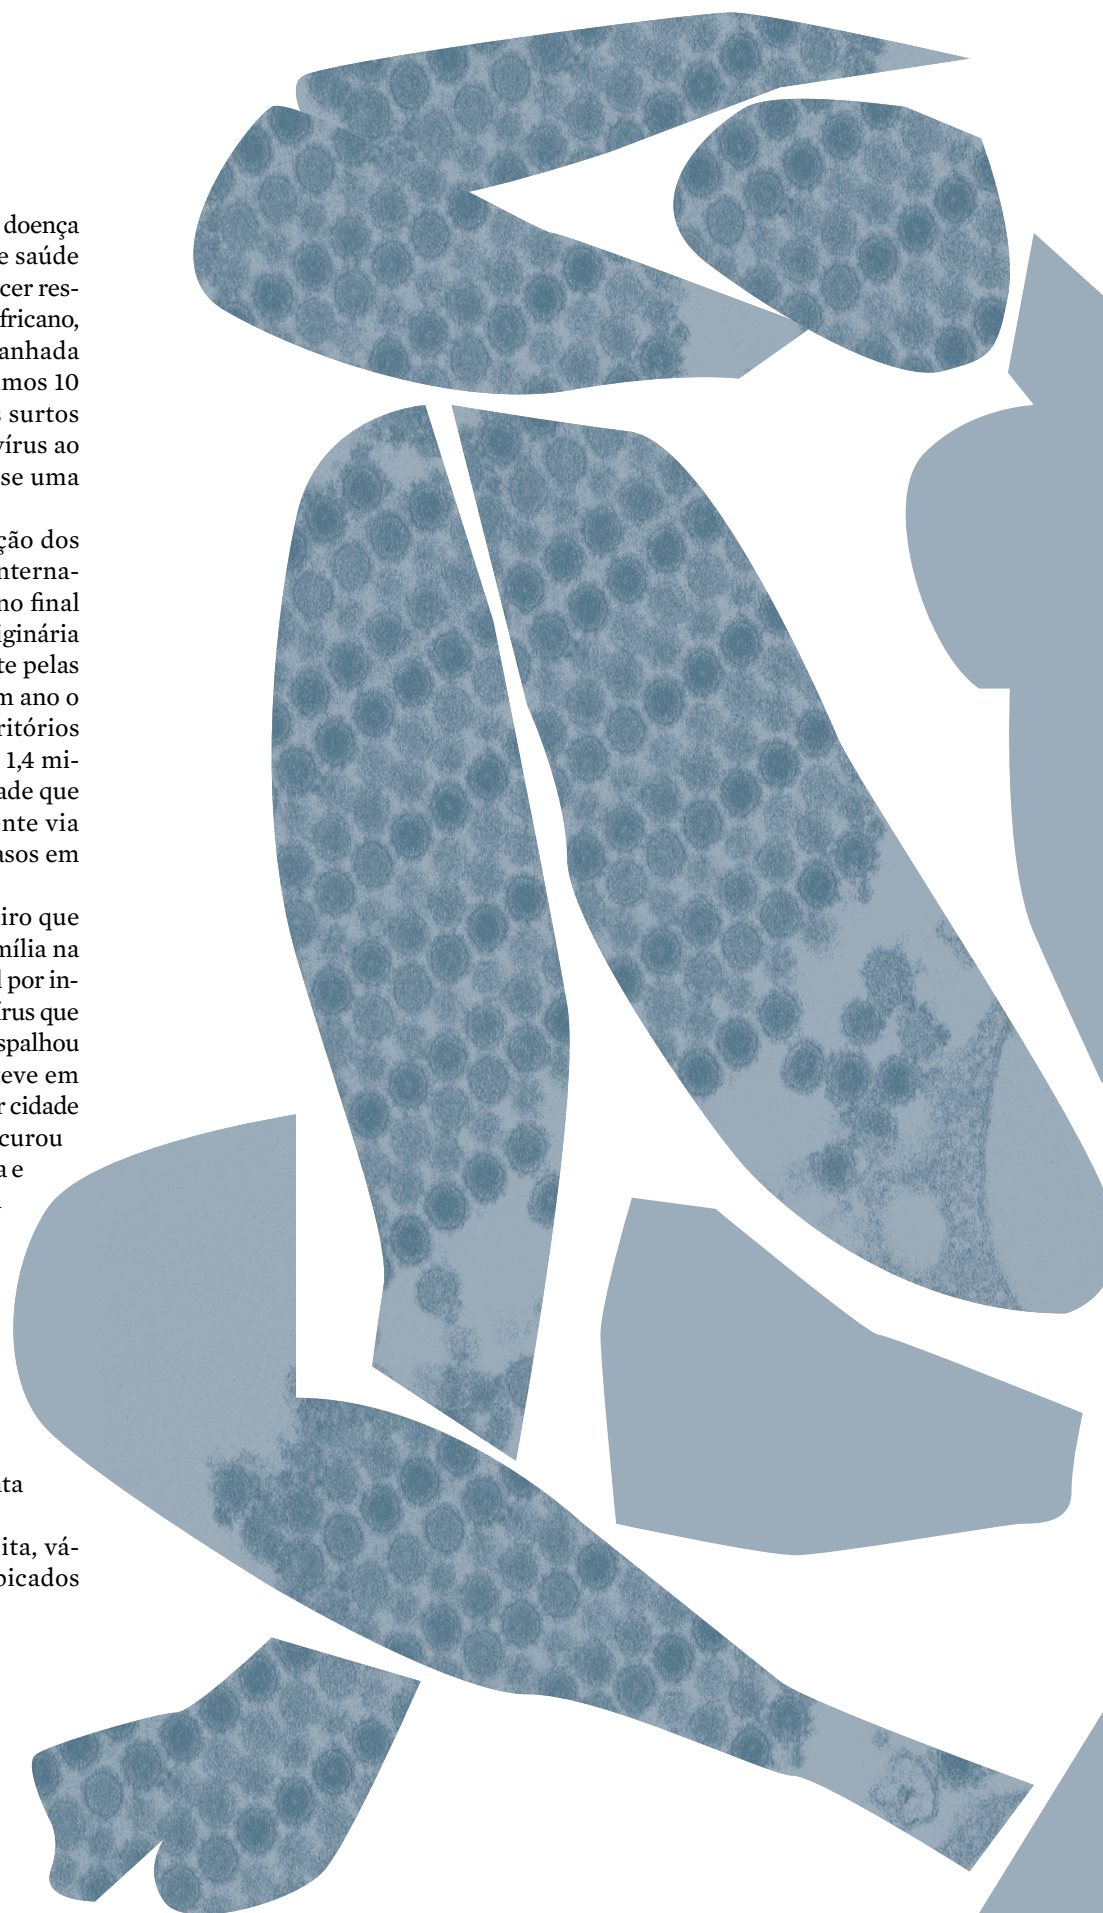 doença
e saúde
cer res-
fricano,
anhada
mos 10
s surtos
vírus ao
se uma
ção dos
nterna-
no final
iginária
te pelas
m ano o
ritórios
1,4 mi-
ade que
ente via
asos em
iro que
mília na
l por in-
írus que
spalhou
teve em
r cidade
curou
a e
ta
ita, vá-
picados